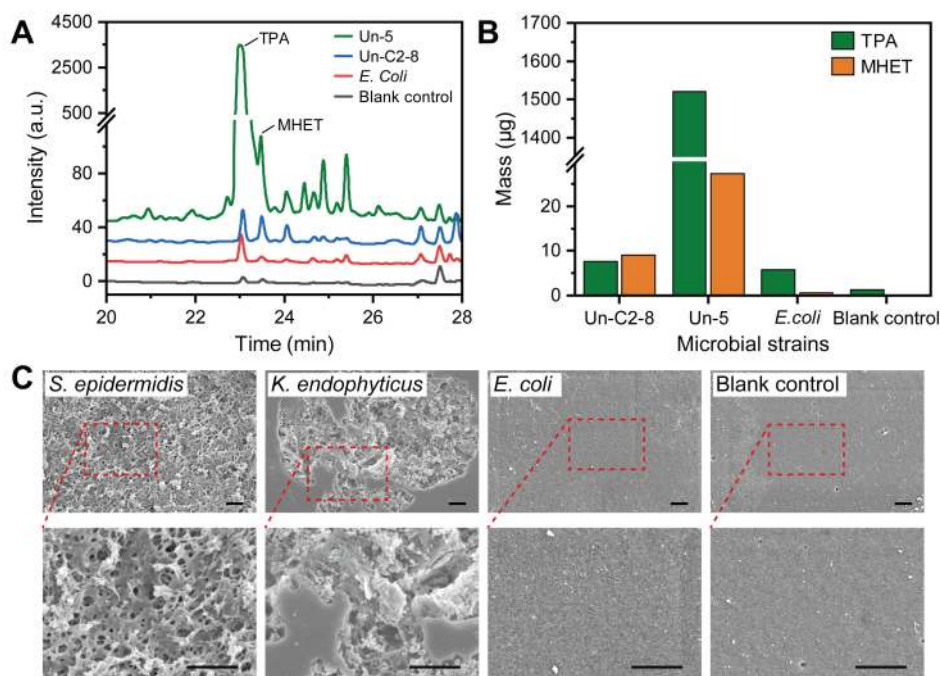 A
4500
3500
2500
1500
500
80
40
0
Intensity (a.u.)
20 22 24 26 28
Time (min)
TPA
MHET
Un-5
Un-C2-8
E. Coli
Blank control
B
1700
1600
1500
1400
20
10
0
Mass (µg)
TPA
MHET
Un-C2-8 Un-5 E.coli Blank control
Microbial strains
C
S. epidermidis
K. endophyticus
E. coli
Blank control